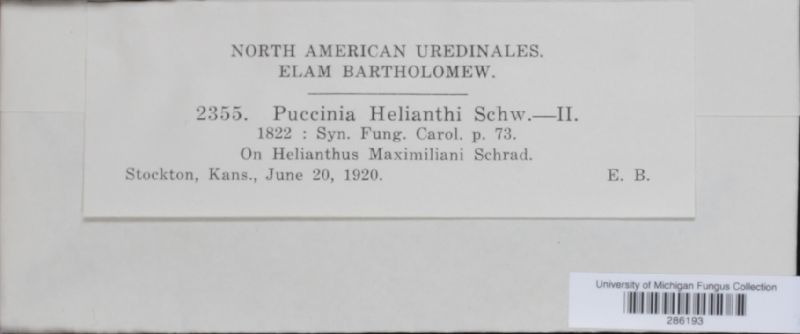 NORTH AMERICAN UREDINALES.
ELAM BARTHOLOMEW.
2355. Puccinia Helianthi Schw.—II.
1822 : Syn. Fung. Carol. p. 73.
On Helianthus Maximiliani Schrad.
Stockton, Kans., June 20, 1920. E. B.
University of Michigan Fungus Collection
286193